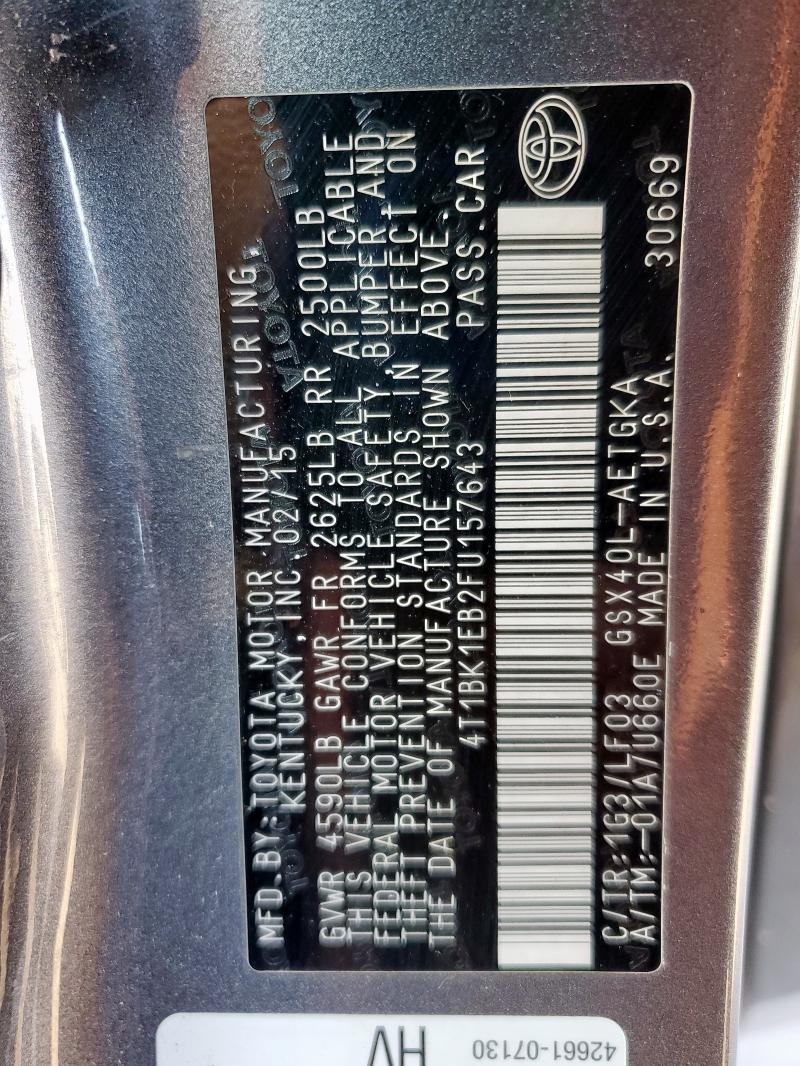 MFD.BY:TOYOTA MOTOR MANUFACTURING,
KENTUCKY,INC.02/15
GVWR 4590LB GAWR FR 2625LB RR 2500LB
THIS VEHICLE CONFORMS TO ALL APPLICABLE
FEDERAL MOTOR VEHICLE SAFETY,BUMPER,AND
THEFT PREVENTION STANDARDS IN EFFECT ON
THE DATE OF MANUFACTURE SHOWN ABOVE.
4T1BK1EB2FU157643 PASS.CAR
C/TR:1G3/LF03 GSX40L-AETGKA
A/TM:-01A/U660E MADE IN U.S.A. 30669
HV
42661-07130